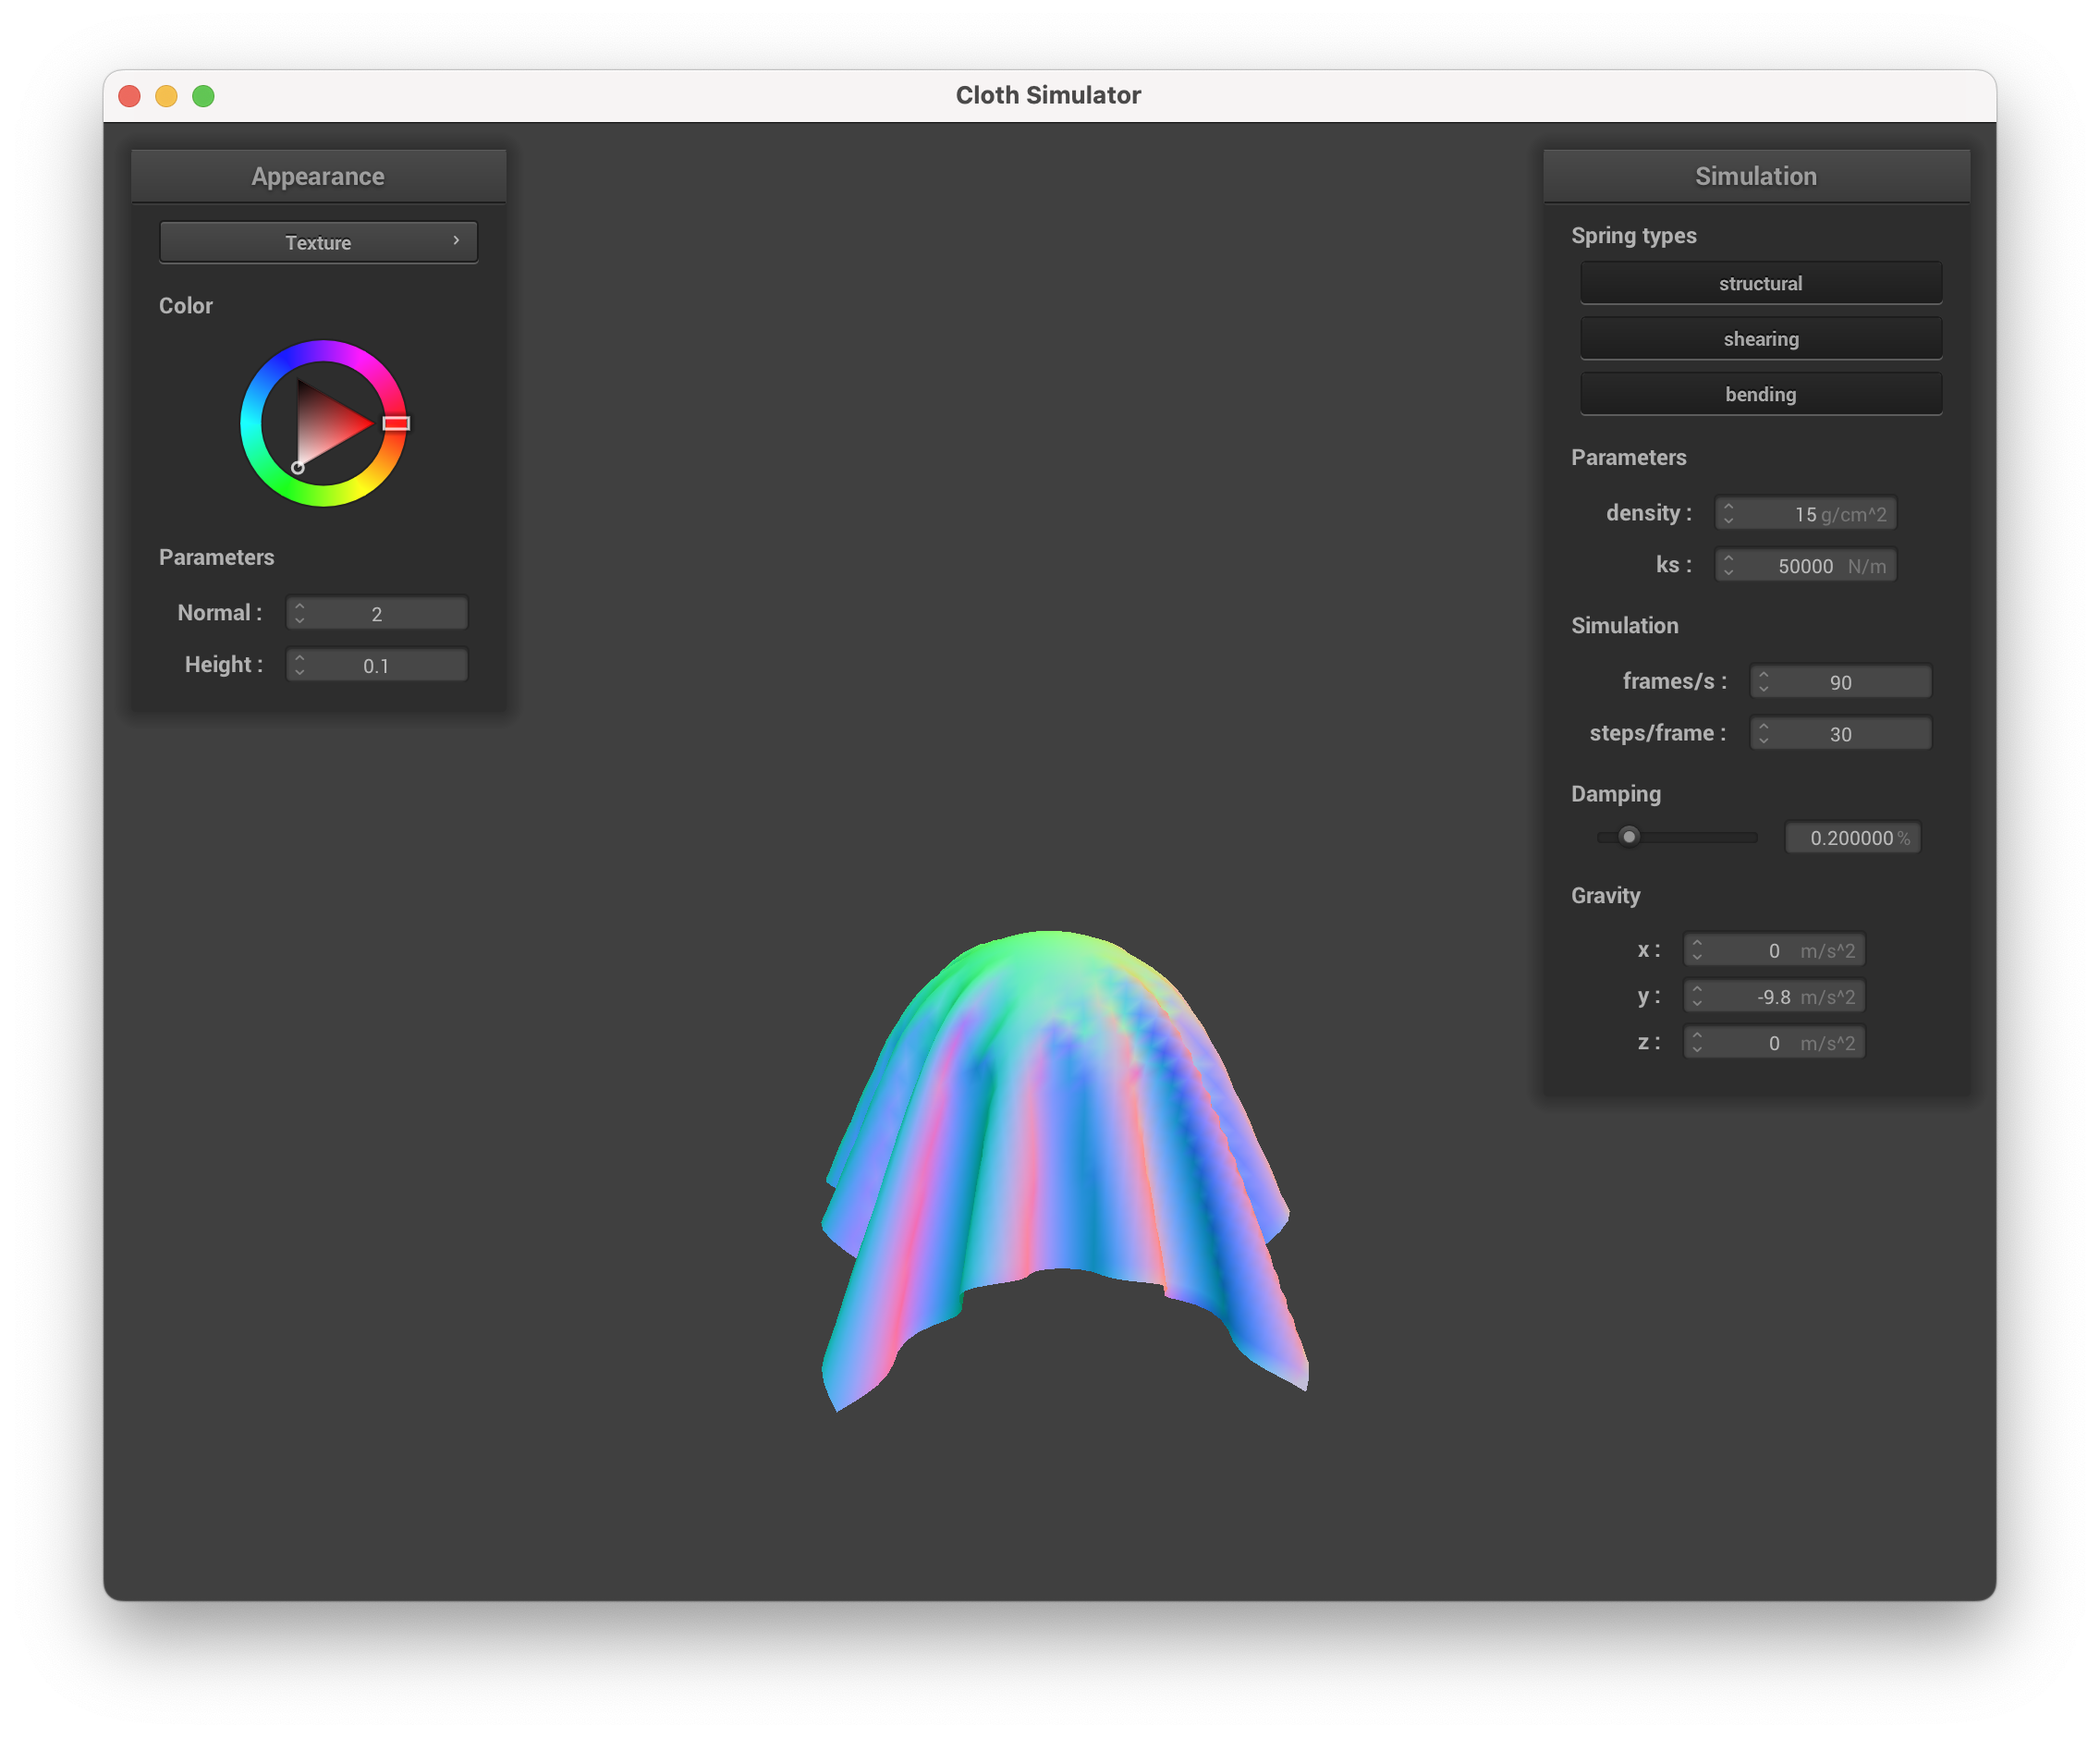 Cloth Simulator
Appearance
Texture
Color
Parameters
Normal : 2
Height : 0.1
Simulation
Spring types
structural
shearing
bending
Parameters
density : 15 g/cm^2
ks : 50000 N/m
Simulation
frames/s : 90
steps/frame : 30
Damping
0.200000 %
Gravity
x : 0 m/s^2
y : -9.8 m/s^2
z : 0 m/s^2